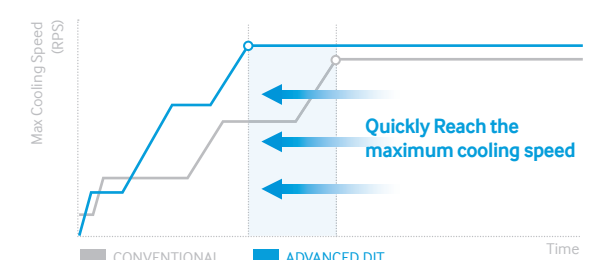 Max Cooling Speed
(RPS)
Quickly Reach the
maximum cooling speed
Time
CONVENTIONAL
ADVANCED DIT